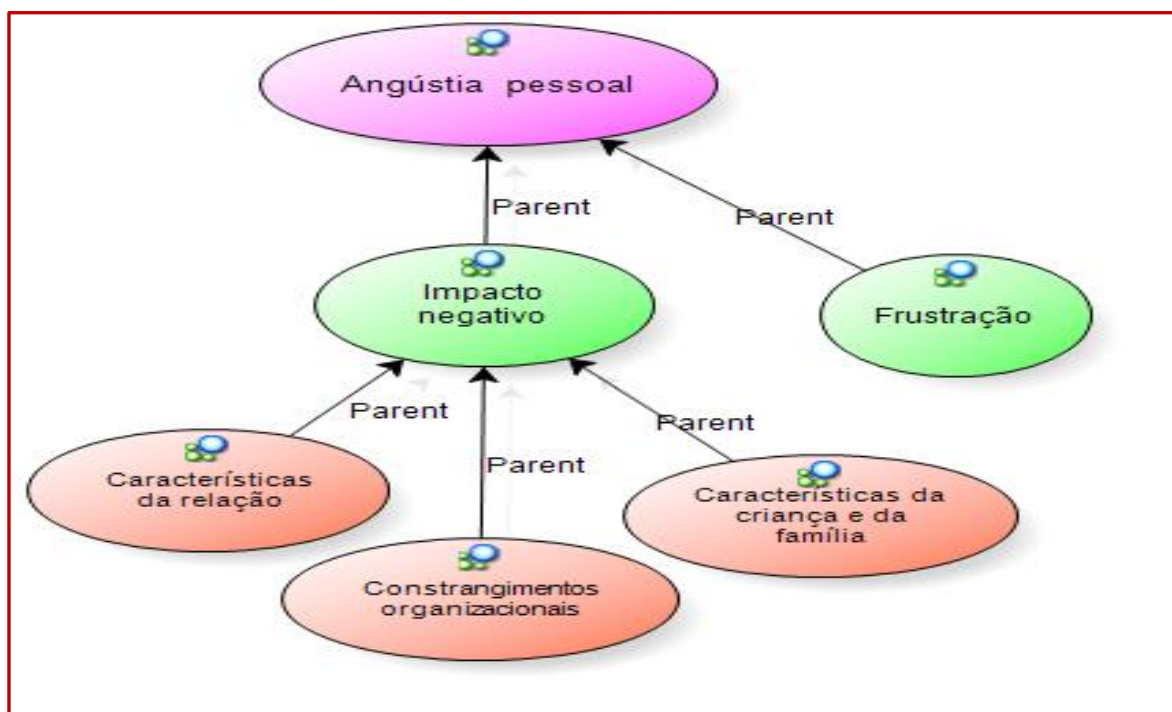 Angústia pessoal
Parent
Parent
Impacto
negativo
Frustração
Parent
Parent
Parent
Características
da relação
Características da
criança e da
família
Constrangimentos
organizacionais